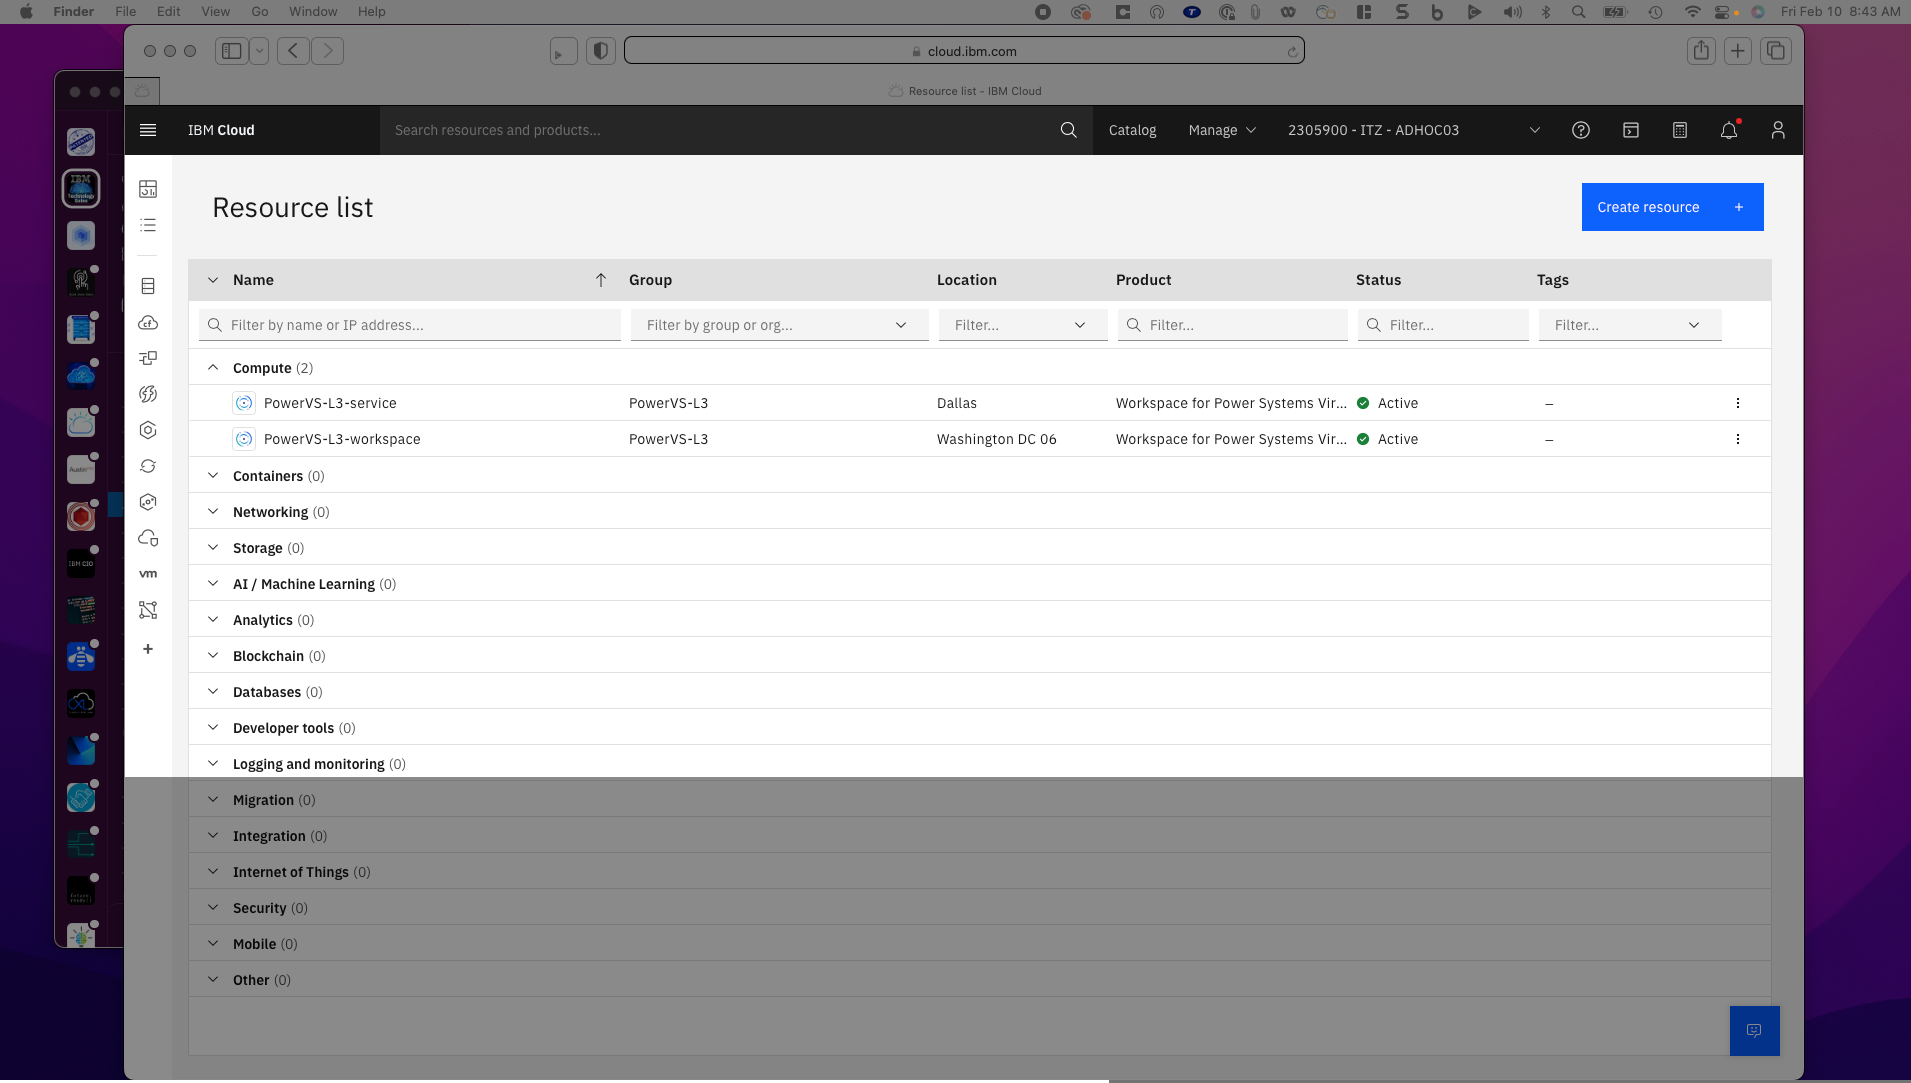 Finder File Edit View Go Window Help
Fri Feb 10 8:43 AM
cloud.ibm.com
Resource list - IBM Cloud
IBM Cloud
Search resources and products...
Catalog
Manage
2305900 - ITZ - ADHOC03
Resource list
Create resource +
Name Group Location Product Status Tags
Filter by name or IP address... Filter by group or org... Filter... Filter... Filter... Filter...
Compute (2)
PowerVS-L3-service PowerVS-L3 Dallas Workspace for Power Systems Vir... Active –
PowerVS-L3-workspace PowerVS-L3 Washington DC 06 Workspace for Power Systems Vir... Active –
Containers (0)
Networking (0)
Storage (0)
AI / Machine Learning (0)
Analytics (0)
Blockchain (0)
Databases (0)
Developer tools (0)
Logging and monitoring (0)
Migration (0)
Integration (0)
Internet of Things (0)
Security (0)
Mobile (0)
Other (0)
vm
IBM
Technology
Sales
IBM CIO